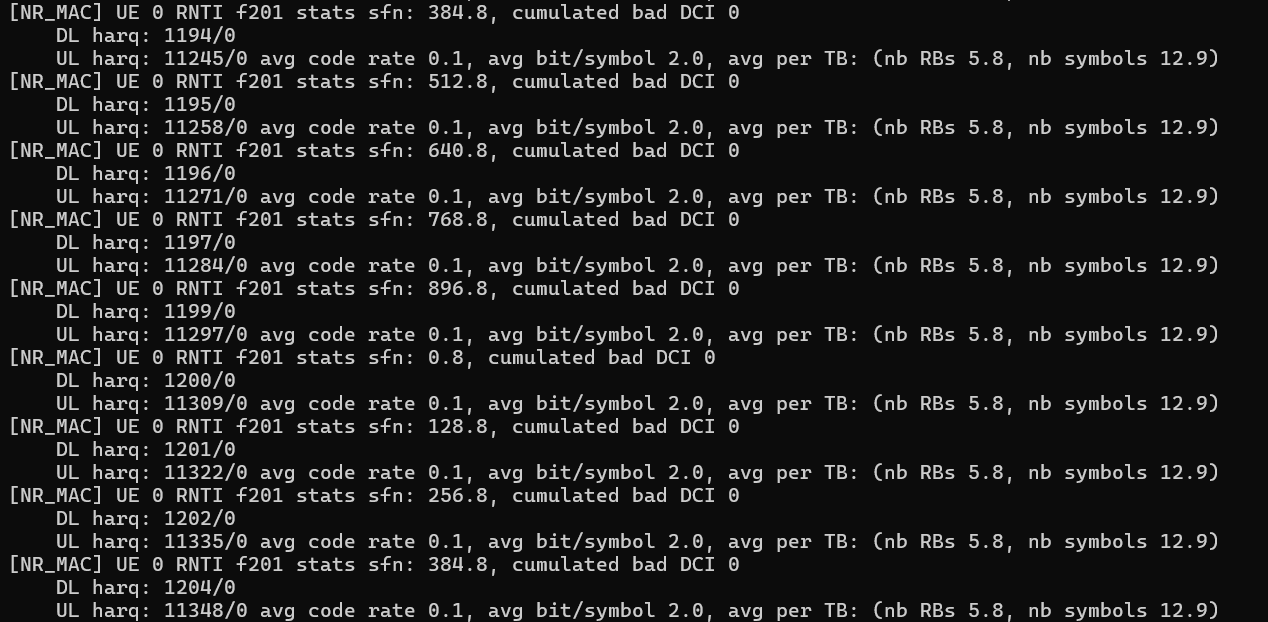 [NR_MAC] UE 0 RNTI f201 stats sfn: 384.8, cumulated bad DCI 0
    DL harq: 1194/0
    UL harq: 11245/0 avg code rate 0.1, avg bit/symbol 2.0, avg per TB: (nb RBs 5.8, nb symbols 12.9)
[NR_MAC] UE 0 RNTI f201 stats sfn: 512.8, cumulated bad DCI 0
    DL harq: 1195/0
    UL harq: 11258/0 avg code rate 0.1, avg bit/symbol 2.0, avg per TB: (nb RBs 5.8, nb symbols 12.9)
[NR_MAC] UE 0 RNTI f201 stats sfn: 640.8, cumulated bad DCI 0
    DL harq: 1196/0
    UL harq: 11271/0 avg code rate 0.1, avg bit/symbol 2.0, avg per TB: (nb RBs 5.8, nb symbols 12.9)
[NR_MAC] UE 0 RNTI f201 stats sfn: 768.8, cumulated bad DCI 0
    DL harq: 1197/0
    UL harq: 11284/0 avg code rate 0.1, avg bit/symbol 2.0, avg per TB: (nb RBs 5.8, nb symbols 12.9)
[NR_MAC] UE 0 RNTI f201 stats sfn: 896.8, cumulated bad DCI 0
    DL harq: 1199/0
    UL harq: 11297/0 avg code rate 0.1, avg bit/symbol 2.0, avg per TB: (nb RBs 5.8, nb symbols 12.9)
[NR_MAC] UE 0 RNTI f201 stats sfn: 0.8, cumulated bad DCI 0
    DL harq: 1200/0
    UL harq: 11309/0 avg code rate 0.1, avg bit/symbol 2.0, avg per TB: (nb RBs 5.8, nb symbols 12.9)
[NR_MAC] UE 0 RNTI f201 stats sfn: 128.8, cumulated bad DCI 0
    DL harq: 1201/0
    UL harq: 11322/0 avg code rate 0.1, avg bit/symbol 2.0, avg per TB: (nb RBs 5.8, nb symbols 12.9)
[NR_MAC] UE 0 RNTI f201 stats sfn: 256.8, cumulated bad DCI 0
    DL harq: 1202/0
    UL harq: 11335/0 avg code rate 0.1, avg bit/symbol 2.0, avg per TB: (nb RBs 5.8, nb symbols 12.9)
[NR_MAC] UE 0 RNTI f201 stats sfn: 384.8, cumulated bad DCI 0
    DL harq: 1204/0
    UL harq: 11348/0 avg code rate 0.1, avg bit/symbol 2.0, avg per TB: (nb RBs 5.8, nb symbols 12.9)